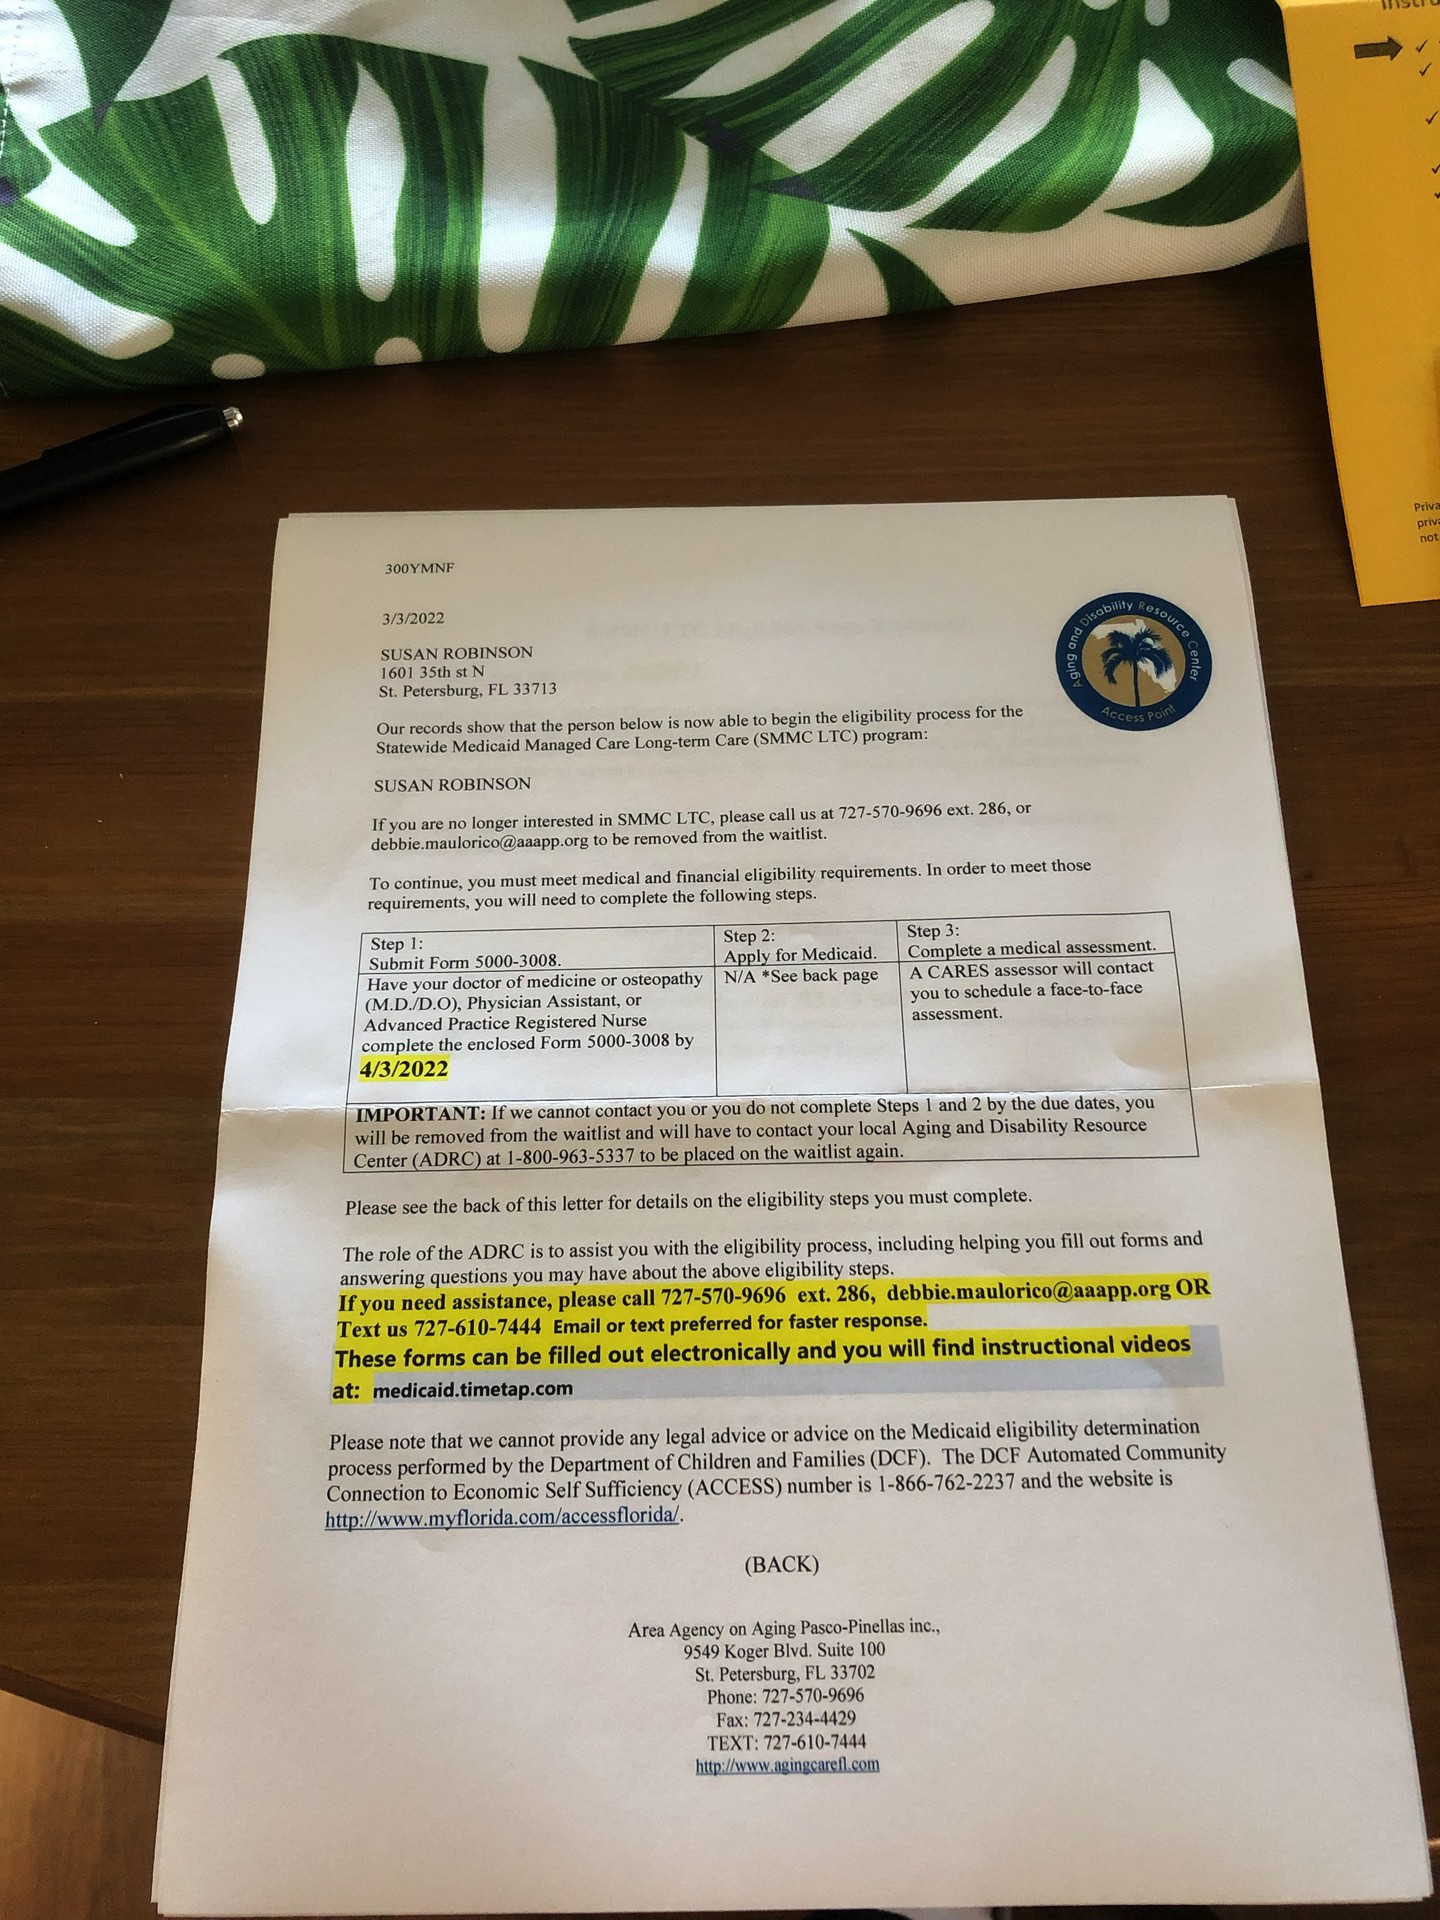 Instru
✓
✓
✓
✓
✓
Priva
priva
not
300YMNF
3/3/2022
Aging and Disability Resource Center
Access Point
SUSAN ROBINSON
1601 35th st N
St. Petersburg, FL 33713
Our records show that the person below is now able to begin the eligibility process for the
Statewide Medicaid Managed Care Long-term Care (SMMC LTC) program:
SUSAN ROBINSON
If you are no longer interested in SMMC LTC, please call us at 727-570-9696 ext. 286, or
debbie.maulorico@aaapp.org to be removed from the waitlist.
To continue, you must meet medical and financial eligibility requirements. In order to meet those
requirements, you will need to complete the following steps.
Step 1:
Submit Form 5000-3008.
Step 2:
Apply for Medicaid.
Step 3:
Complete a medical assessment.
Have your doctor of medicine or osteopathy
(M.D./D.O), Physician Assistant, or
Advanced Practice Registered Nurse
complete the enclosed Form 5000-3008 by
4/3/2022
N/A *See back page
A CARES assessor will contact
you to schedule a face-to-face
assessment.
IMPORTANT: If we cannot contact you or you do not complete Steps 1 and 2 by the due dates, you
will be removed from the waitlist and will have to contact your local Aging and Disability Resource
Center (ADRC) at 1-800-963-5337 to be placed on the waitlist again.
Please see the back of this letter for details on the eligibility steps you must complete.
The role of the ADRC is to assist you with the eligibility process, including helping you fill out forms and
answering questions you may have about the above eligibility steps.
If you need assistance, please call 727-570-9696 ext. 286, debbie.maulorico@aaapp.org OR
Text us 727-610-7444 Email or text preferred for faster response.
These forms can be filled out electronically and you will find instructional videos
at: medicaid.timetap.com
Please note that we cannot provide any legal advice or advice on the Medicaid eligibility determination
process performed by the Department of Children and Families (DCF). The DCF Automated Community
Connection to Economic Self Sufficiency (ACCESS) number is 1-866-762-2237 and the website is
http://www.myflorida.com/accessflorida/.
(BACK)
Area Agency on Aging Pasco-Pinellas inc.,
9549 Koger Blvd. Suite 100
St. Petersburg, FL 33702
Phone: 727-570-9696
Fax: 727-234-4429
TEXT: 727-610-7444
http://www.agingcarefl.com